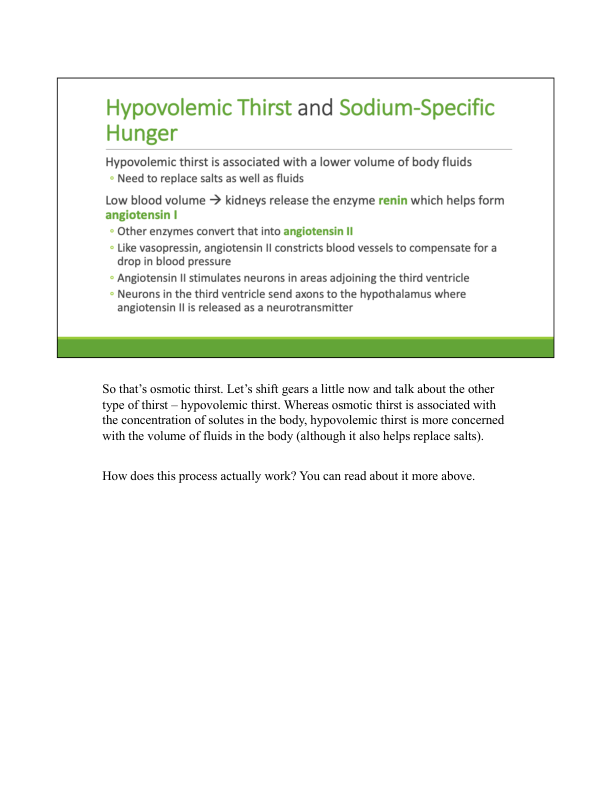 Hypovolemic Thirst and Sodium-Specific
Hunger
Hypovolemic thirst is associated with a lower volume of body fluids
• Need to replace salts as well as fluids
Low blood volume → kidneys release the enzyme renin which helps form
angiotensin I
• Other enzymes convert that into angiotensin II
• Like vasopressin, angiotensin II constricts blood vessels to compensate for a
drop in blood pressure
• Angiotensin II stimulates neurons in areas adjoining the third ventricle
• Neurons in the third ventricle send axons to the hypothalamus where
angiotensin II is released as a neurotransmitter
So that’s osmotic thirst. Let’s shift gears a little now and talk about the other
type of thirst – hypovolemic thirst. Whereas osmotic thirst is associated with
the concentration of solutes in the body, hypovolemic thirst is more concerned
with the volume of fluids in the body (although it also helps replace salts).
How does this process actually work? You can read about it more above.